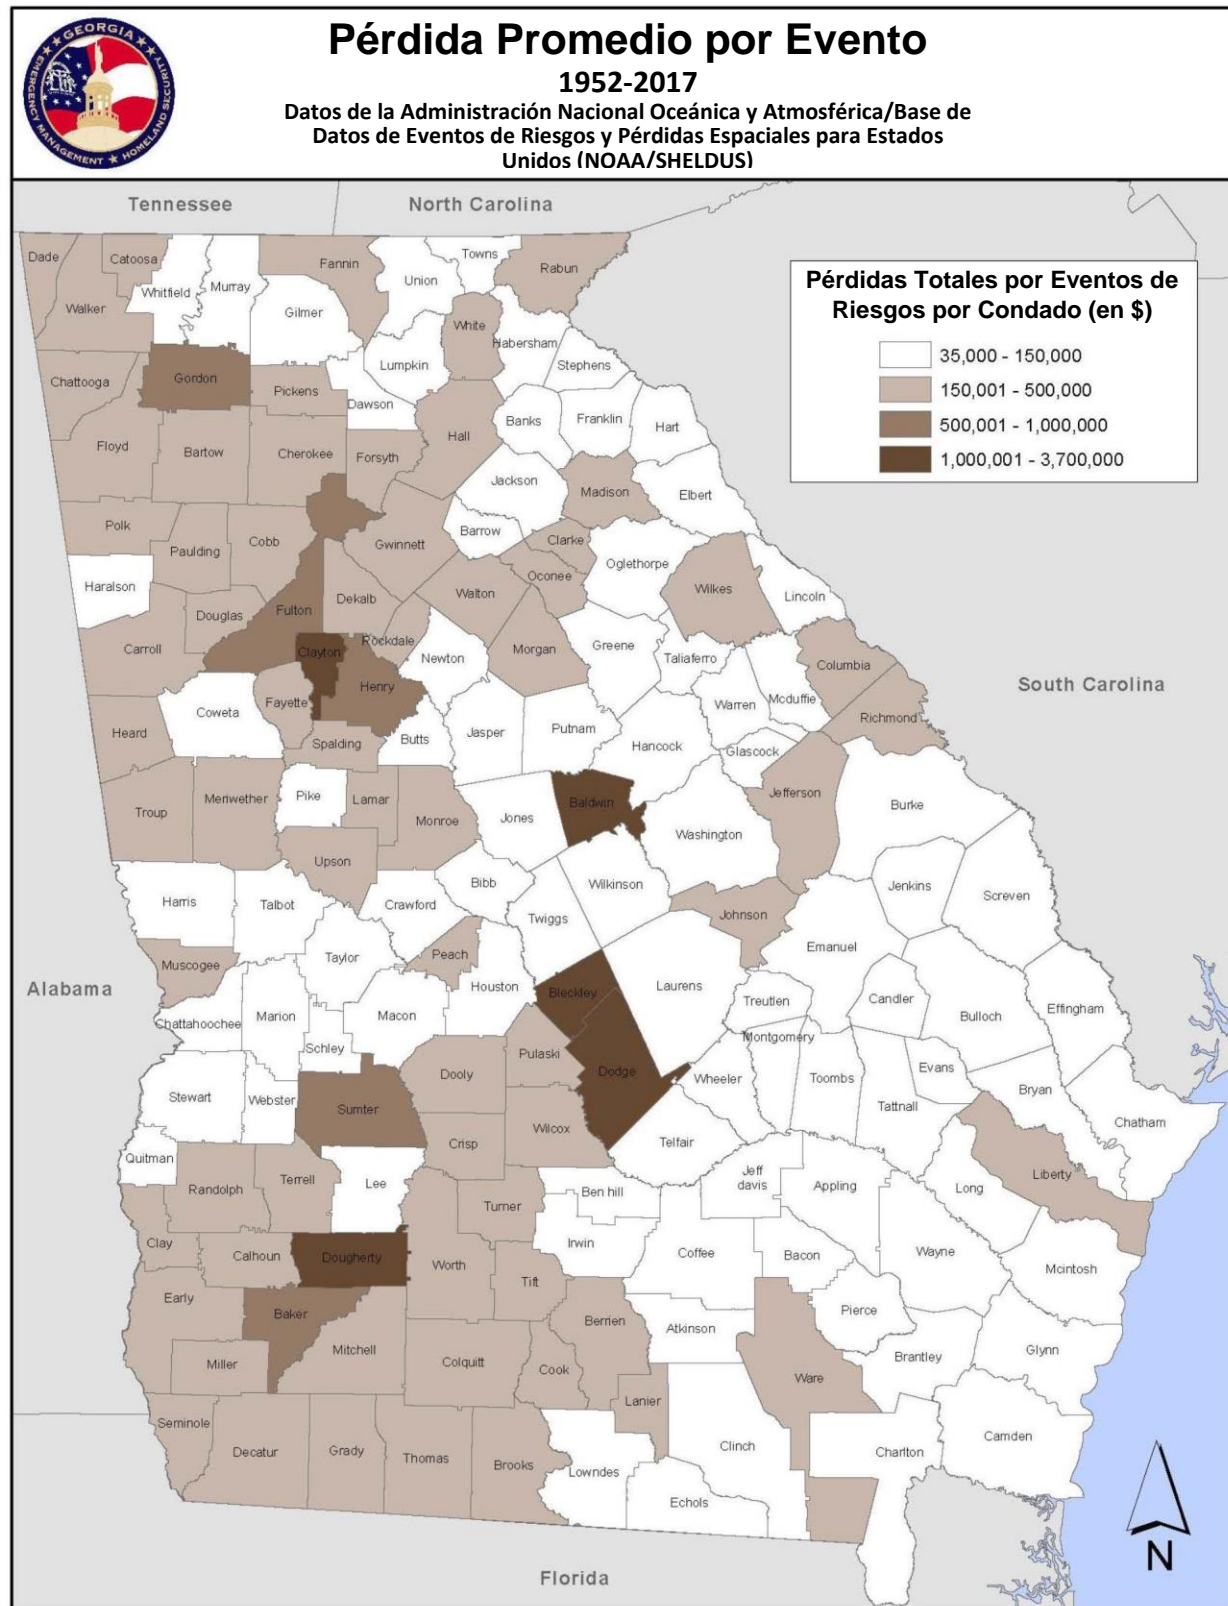 GEORGIA
EMERGENCY MANAGEMENT ★ HOMELAND SECURITY
Pérdida Promedio por Evento
1952-2017
Datos de la Administración Nacional Oceánica y Atmosférica/Base de
Datos de Eventos de Riesgos y Pérdidas Espaciales para Estados
Unidos (NOAA/SHELDUS)
Tennessee
North Carolina
Pérdidas Totales por Eventos de
Riesgos por Condado (en $)
35,000 - 150,000
150,001 - 500,000
500,001 - 1,000,000
1,000,001 - 3,700,000
Dade
Catoosa
Fannin
Towns
Union
Rabun
Whitfield
Murray
Walker
Gilmer
White
Habersham
Lumpkin
Stephens
Chattooga
Gordon
Pickens
Dawson
Banks
Franklin
Hart
Floyd
Bartow
Cherokee
Forsyth
Hall
Jackson
Madison
Elbert
Polk
Paulding
Cobb
Gwinnett
Barrow
Clarke
Oconee
Oglethorpe
Haralson
Douglas
Fulton
Dekalb
Walton
Wilkes
Lincoln
Carroll
Clayton
Rockdale
Newton
Morgan
Greene
Taliaferro
Columbia
South Carolina
Coweta
Fayette
Henry
Warren
Mcduffie
Richmond
Heard
Spalding
Butts
Jasper
Putnam
Hancock
Glascock
Troup
Meriwether
Pike
Lamar
Monroe
Jones
Baldwin
Washington
Jefferson
Burke
Upson
Harris
Talbot
Crawford
Bibb
Wilkinson
Twiggs
Jenkins
Screven
Johnson
Muscogee
Taylor
Peach
Emanuel
Alabama
Chattahoochee
Marion
Macon
Houston
Bleckley
Laurens
Treutlen
Candler
Bulloch
Effingham
Schley
Montgomery
Stewart
Webster
Sumter
Dooly
Pulaski
Dodge
Wheeler
Toombs
Evans
Tattnall
Bryan
Chatham
Quitman
Crisp
Wilcox
Telfair
Randolph
Terrell
Lee
Turner
Ben hill
Jeff
davis
Appling
Long
Liberty
Clay
Calhoun
Dougherty
Worth
Irwin
Coffee
Bacon
Wayne
Mcintosh
Early
Baker
Tift
Berrien
Atkinson
Pierce
Miller
Mitchell
Colquitt
Cook
Lanier
Ware
Brantley
Glynn
Seminole
Decatur
Grady
Thomas
Brooks
Lowndes
Clinch
Echols
Charlton
Camden
Florida
N